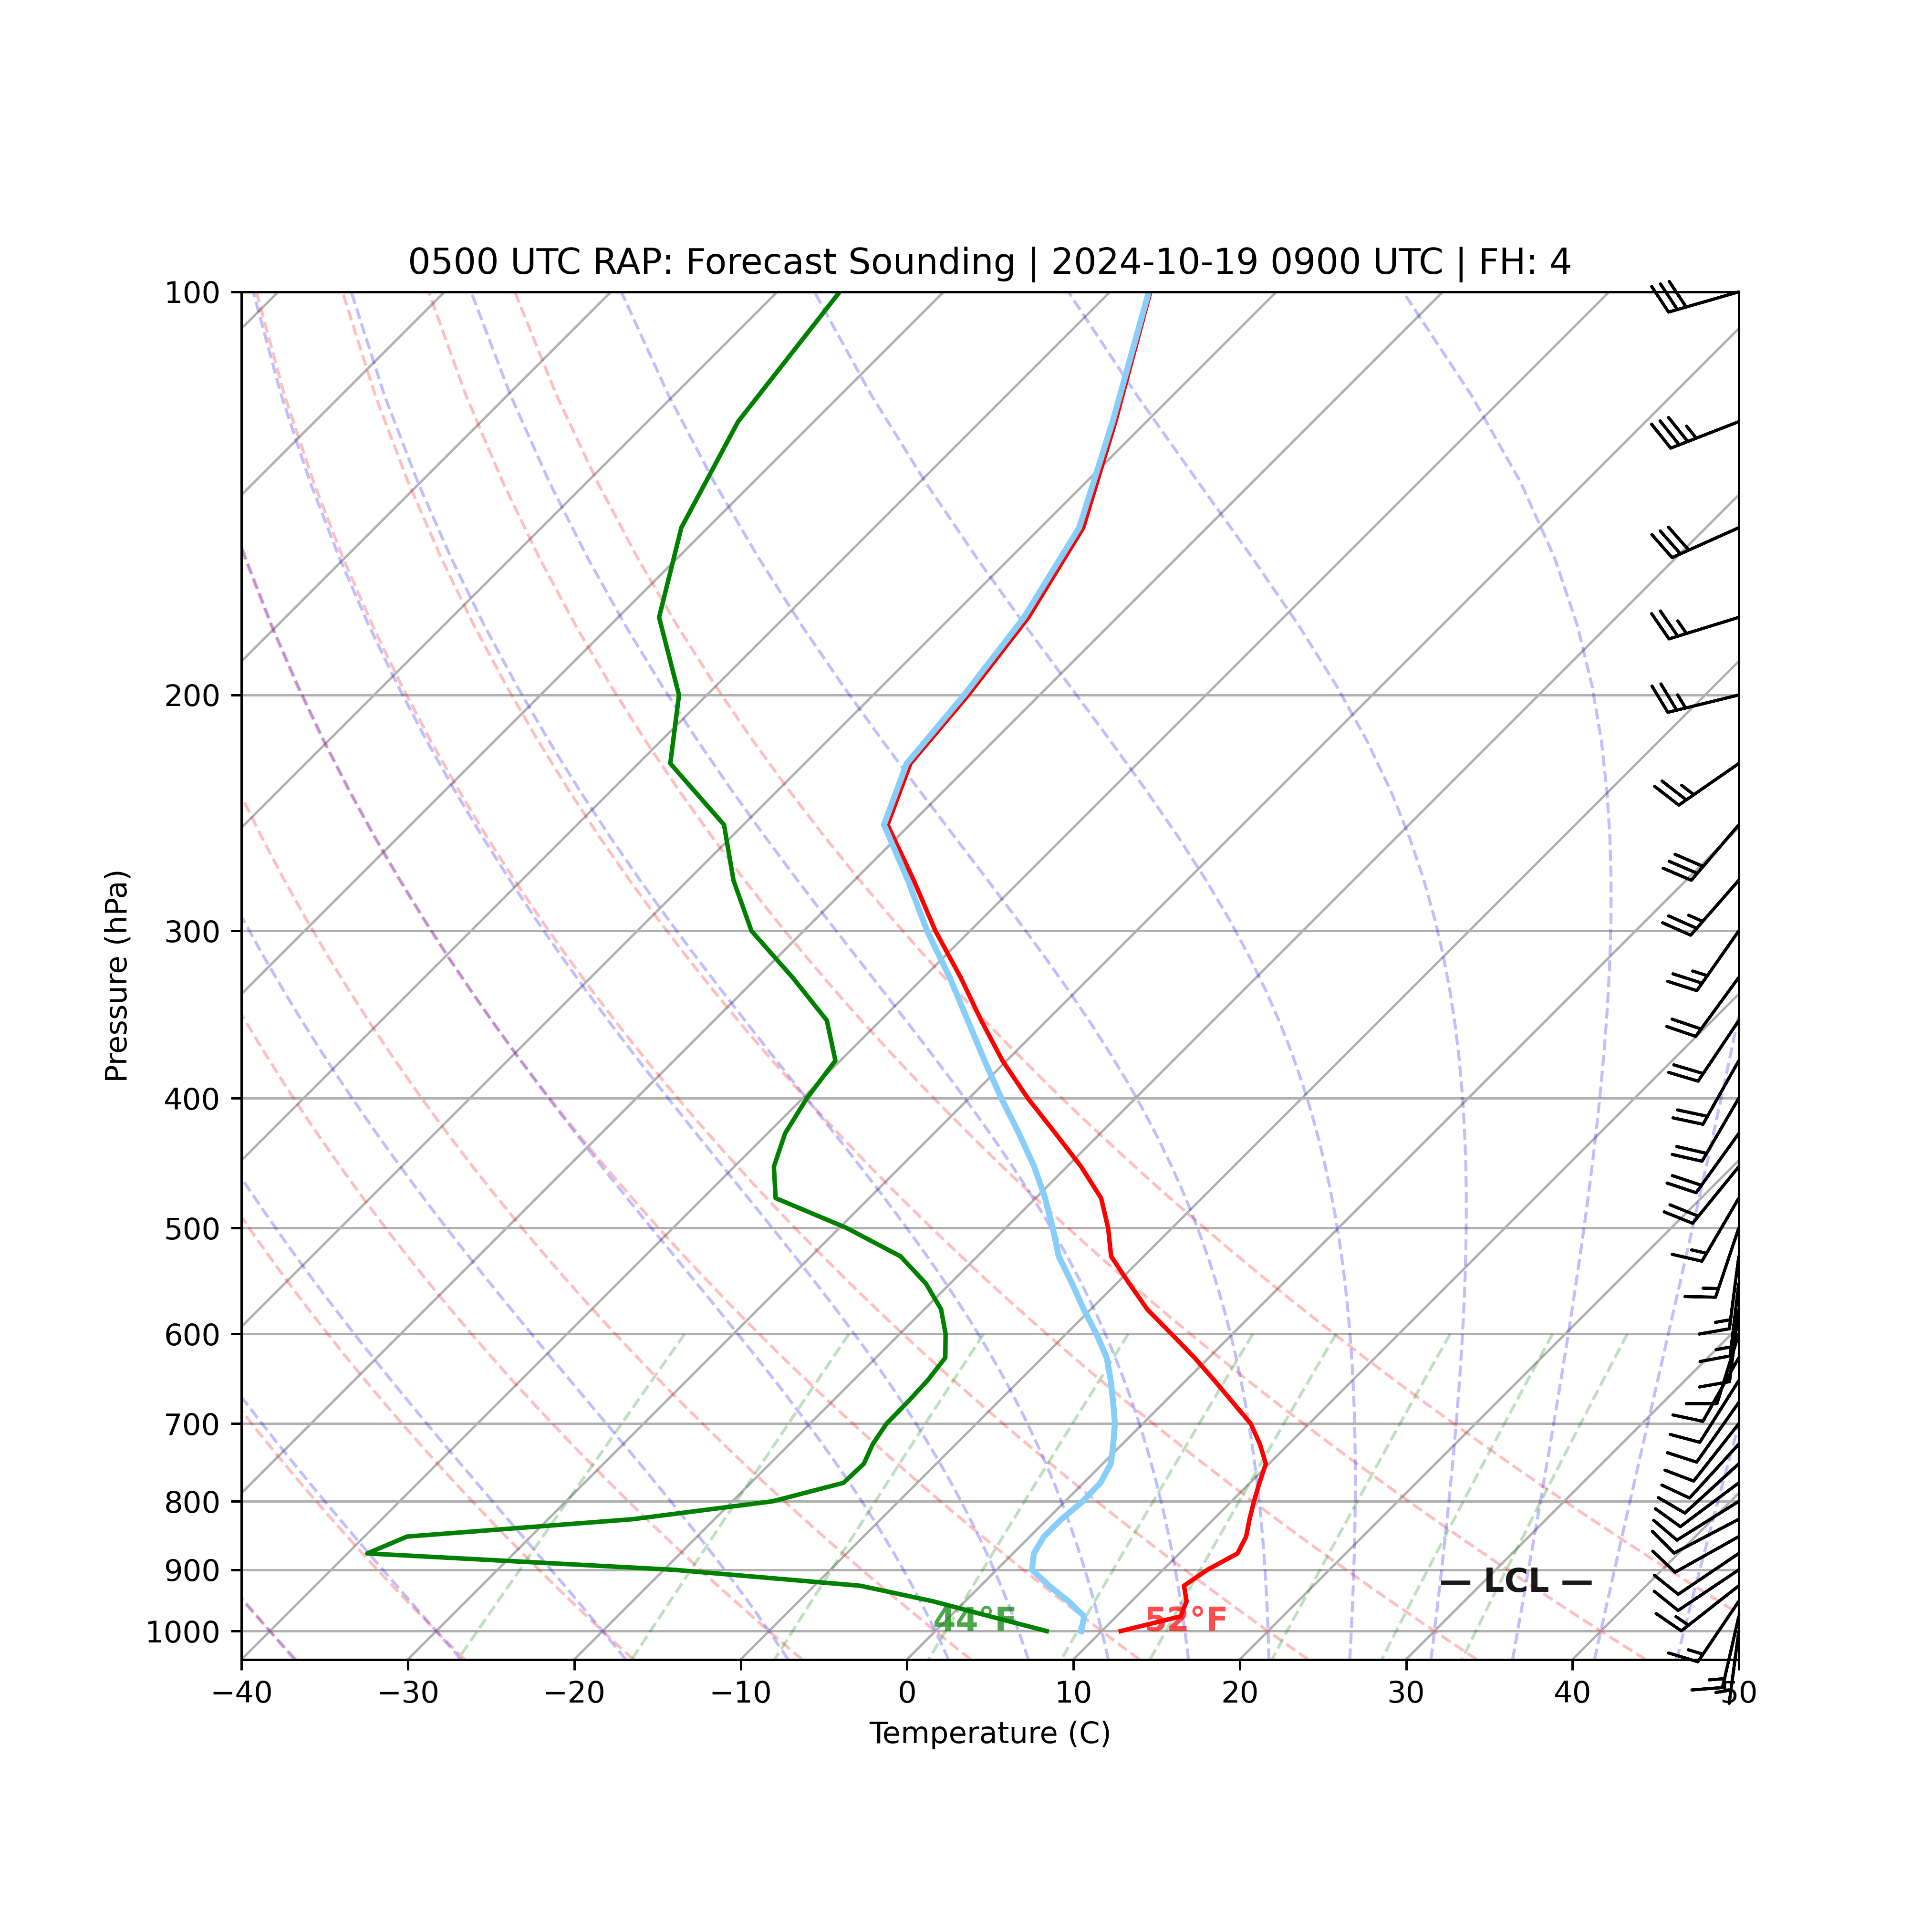 0500 UTC RAP: Forecast Sounding | 2024-10-19 0900 UTC | FH: 4
100
200
300
400
500
600
700
800
900
1000
Pressure (hPa)
— LCL —
44°F
52°F
−40 −30 −20 −10 0 10 20 30 40 50
Temperature (C)